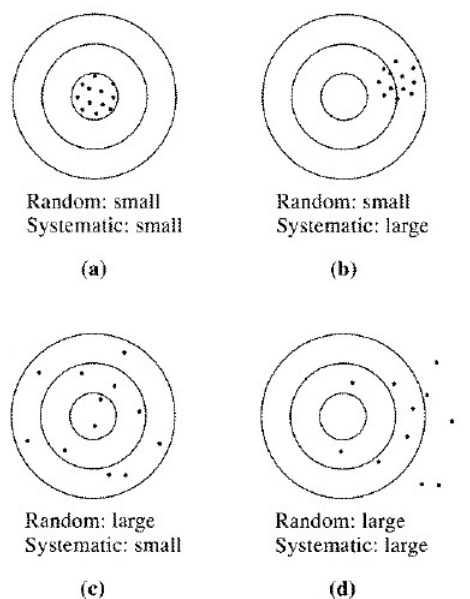 Random: small
Systematic: small
(a)
Random: small
Systematic: large
(b)
Random: large
Systematic: small
(c)
Random: large
Systematic: large
(d)